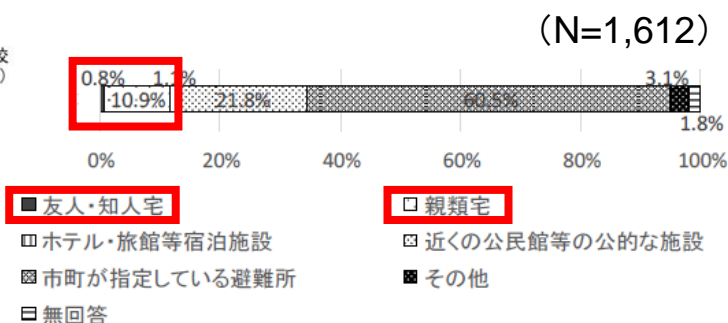 （N=1,612）
0.8% 1.1% 3.1%
10.9% 21.8% 60.5%
1.8%
0% 20% 40% 60% 80% 100%
友人・知人宅 親類宅
ホテル・旅館等宿泊施設 近くの公民館等の公的な施設
市町が指定している避難所 その他
無回答